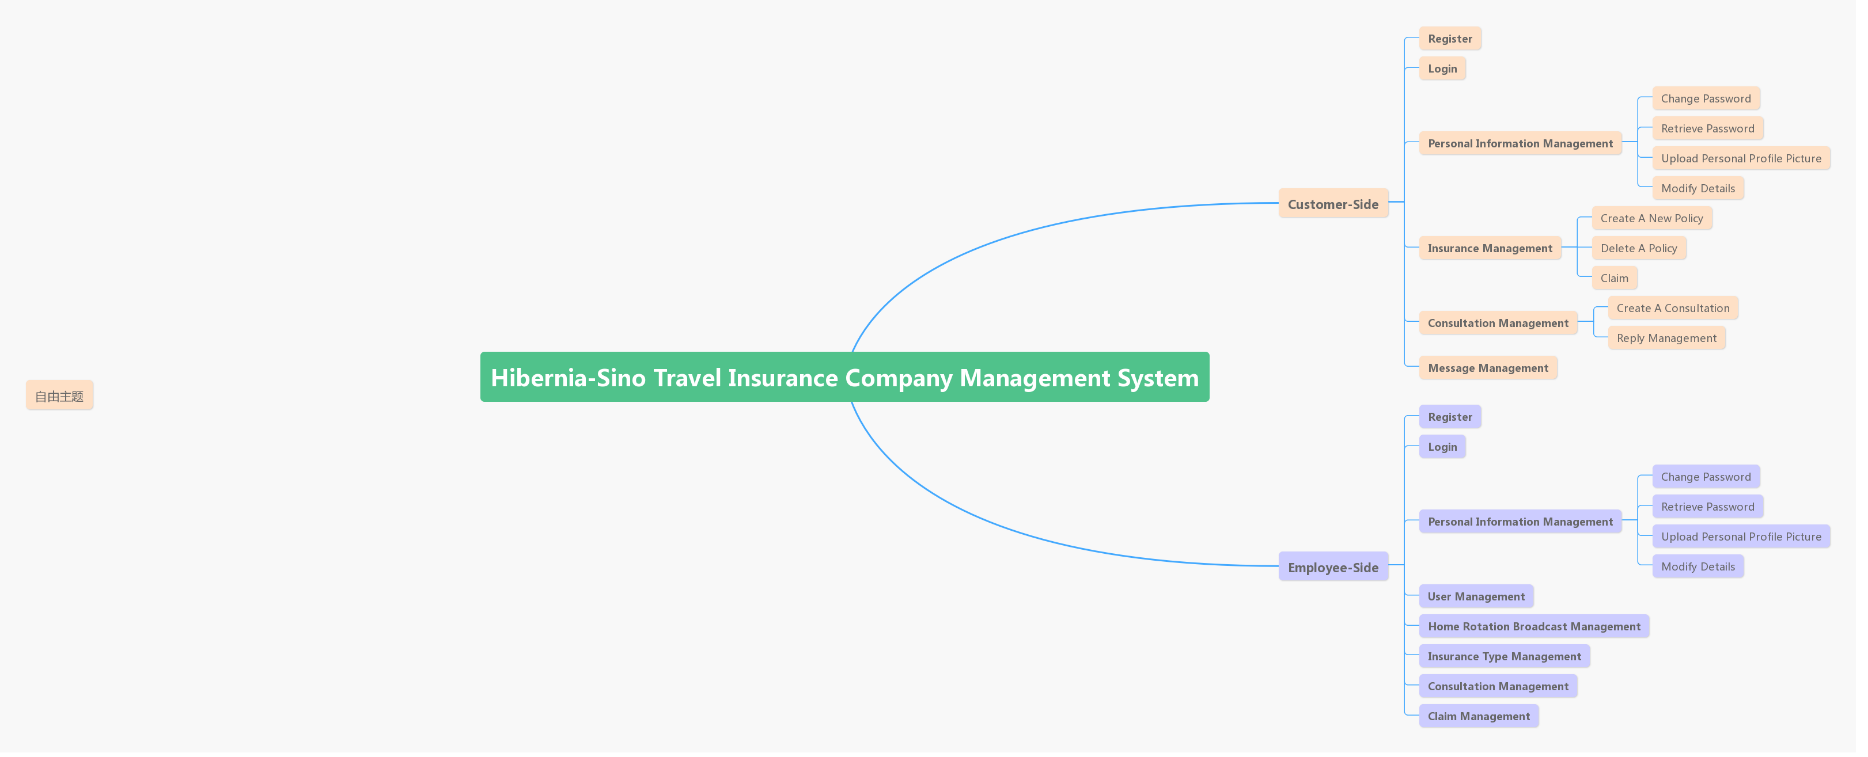 Hibernia-Sino Travel Insurance Company Management System
Customer-Side
Register
Login
Personal Information Management
Change Password
Retrieve Password
Upload Personal Profile Picture
Modify Details
Insurance Management
Create A New Policy
Delete A Policy
Claim
Consultation Management
Create A Consultation
Reply Management
Message Management
Employee-Side
Register
Login
Personal Information Management
Change Password
Retrieve Password
Upload Personal Profile Picture
Modify Details
User Management
Home Rotation Broadcast Management
Insurance Type Management
Consultation Management
Claim Management
自由主题